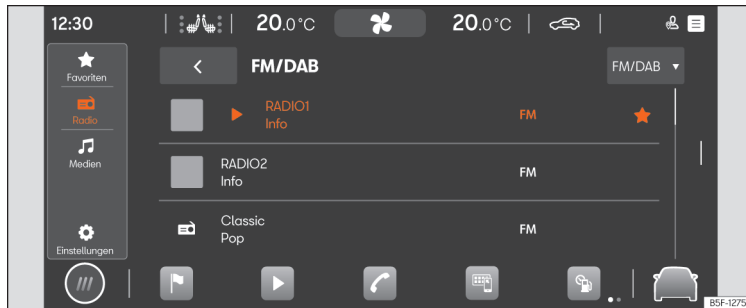 12:30
20.0°C
20.0°C
Favoriten
FM/DAB
FM/DAB
Radio
RADIO1
Info
FM
Medien
RADIO2
Info
FM
Einstellungen
Classic
Pop
FM
B5F-1275